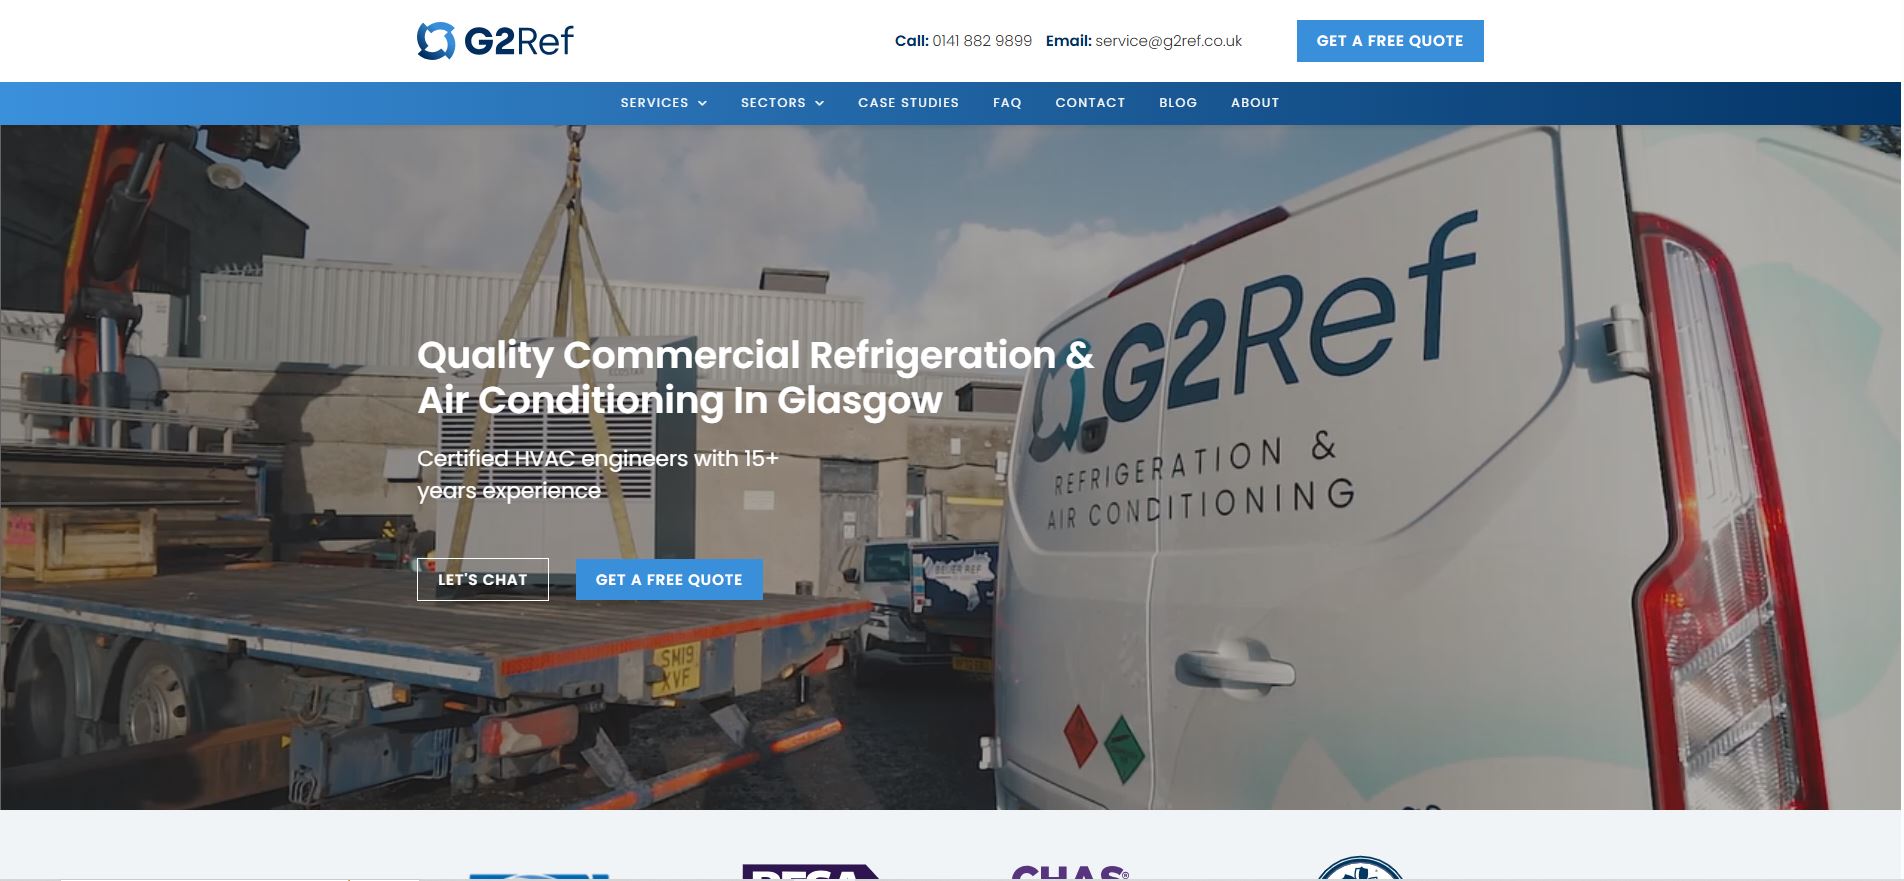 G2Ref
Call: 0141 882 9899 Email: service@g2ref.co.uk
GET A FREE QUOTE
SERVICES SECTORS CASE STUDIES FAQ CONTACT BLOG ABOUT
Quality Commercial Refrigeration &
Air Conditioning In Glasgow
Certified HVAC engineers with 15+
years experience
LET'S CHAT GET A FREE QUOTE
G2Ref
REFRIGERATION &
AIR CONDITIONING
BEIJER REF
SM19
XVF
CHAS®